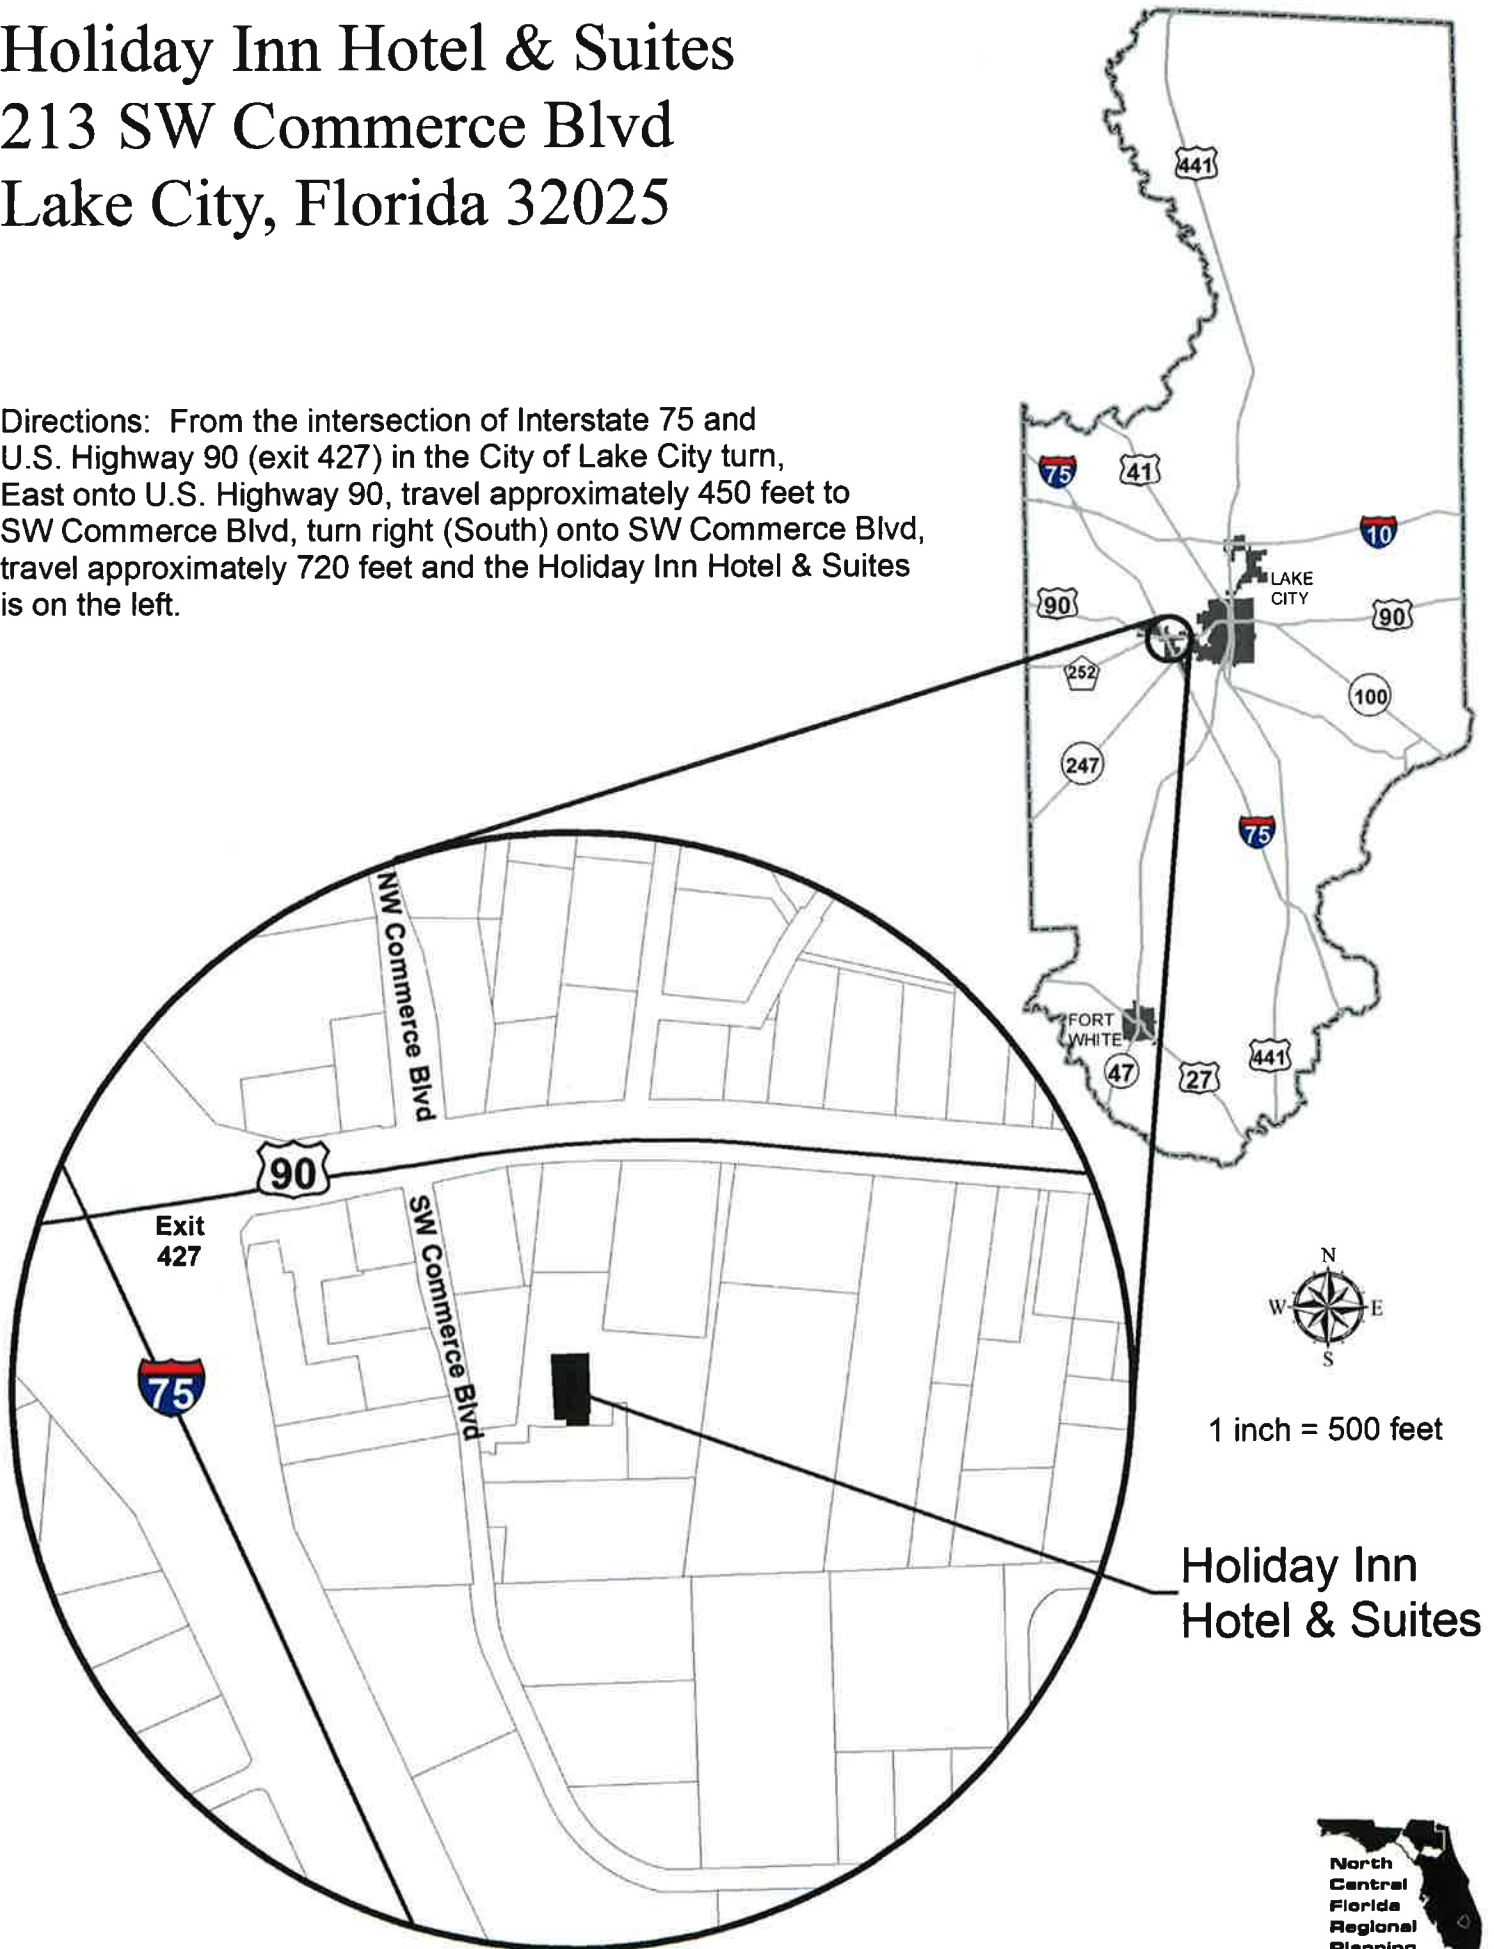 Holiday Inn Hotel & Suites
213 SW Commerce Blvd
Lake City, Florida 32025
Directions: From the intersection of Interstate 75 and
U.S. Highway 90 (exit 427) in the City of Lake City turn,
East onto U.S. Highway 90, travel approximately 450 feet to
SW Commerce Blvd, turn right (South) onto SW Commerce Blvd,
travel approximately 720 feet and the Holiday Inn Hotel & Suites
is on the left.
441
75
41
10
LAKE
CITY
90
90
252
100
247
75
FORT
WHITE
47
27
441
NW Commerce Blvd
90
Exit
427
SW Commerce Blvd
75
N
W
E
S
1 inch = 500 feet
Holiday Inn
Hotel & Suites
North
Central
Florida
Regional
Planning